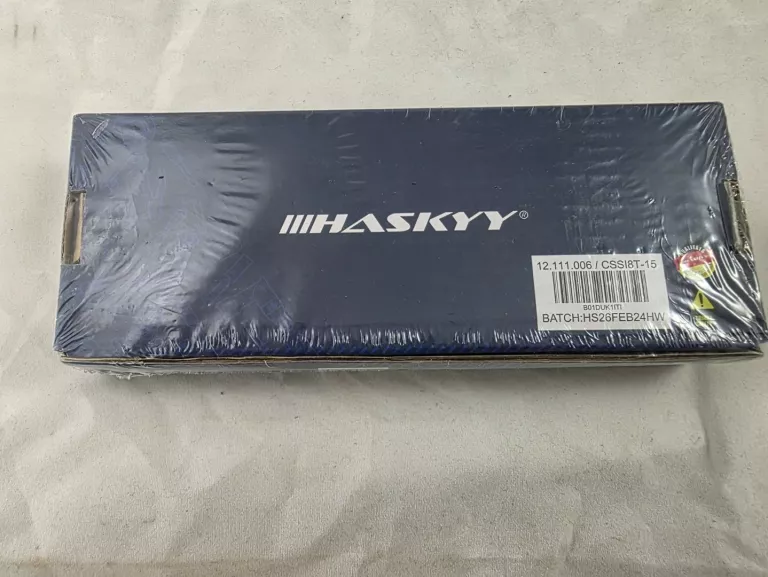 HASKYY®
12.111.006 / CSSI8T-15
B01DUK1ITI
BATCH:HS26FEB24HW